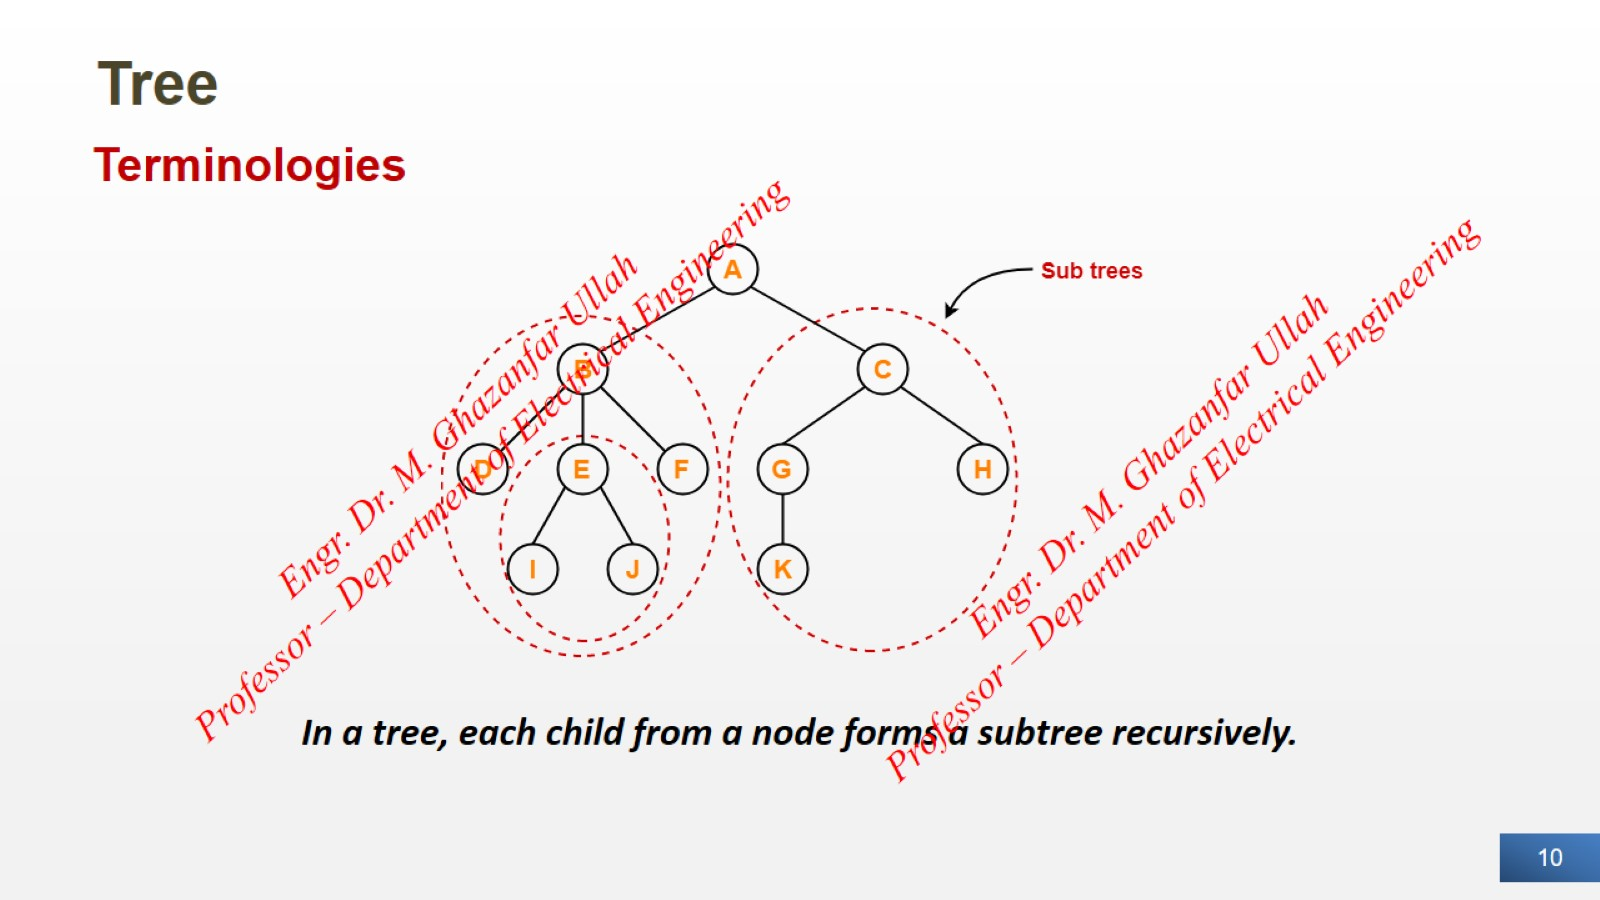 Tree
Terminologies
A
Sub trees
B
C
D
E
F
G
H
I
J
K
In a tree, each child from a node forms a subtree recursively.
Engr. Dr. M. Ghazanfar Ullah
Professor – Department of Electrical Engineering
Engr. Dr. M. Ghazanfar Ullah
Professor – Department of Electrical Engineering
10